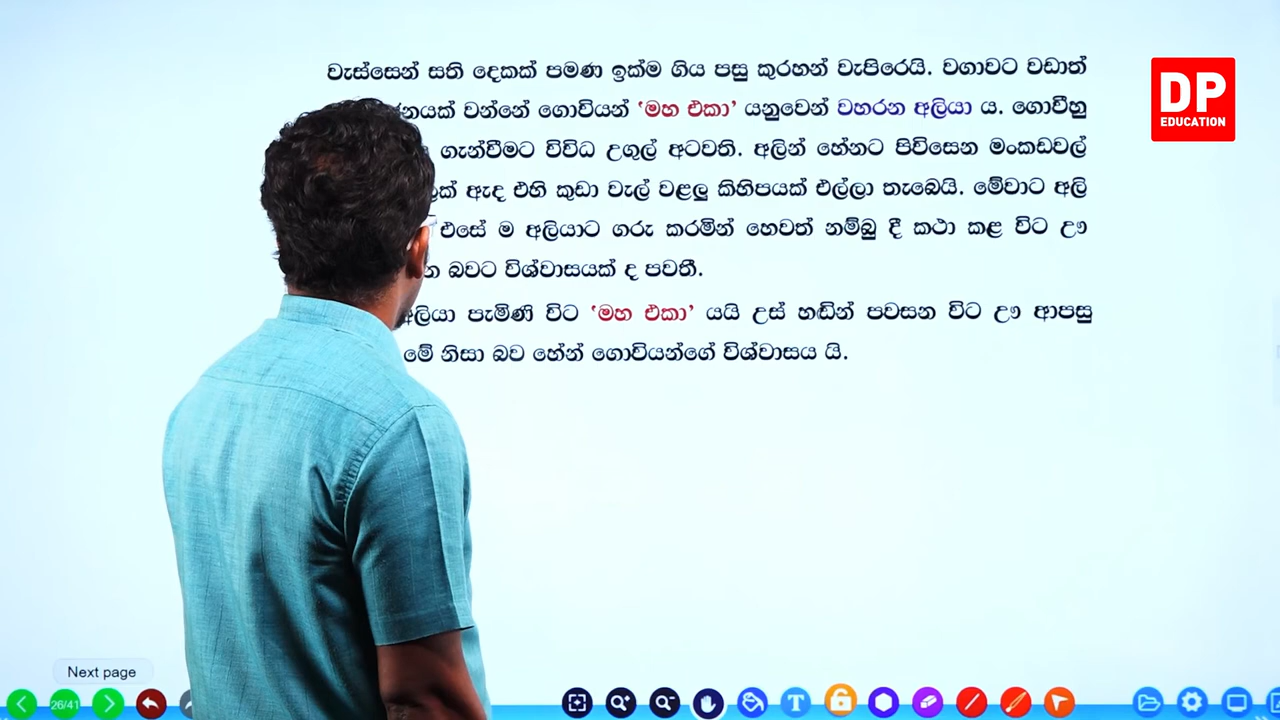 වැස්සෙන් සති දෙකක් පමණ ඉක්ම ගිය පසු කුරහන් වැපිරෙයි. වගාවට වඩාත්
ගොවියන් ‘මහ එකා’ යනුවෙන් වහරන අලියා ය. ගොවීහු
ගැන්වීමට විවිධ උගුල් අටවති. අලින් හේනට පිවිසෙන මංකඩවල්
ඇද එහි කුඩා වැල් වළලු කිහිපයක් එල්ලා තැබෙයි. මේවාට අලි
එසේ ම අලියාට ගරු කරමින් හෙවත් නම්බු දී කථා කළ විට ඌ
බවට විශ්වාසයක් ද පවතී.
අලියා පැමිණි විට ‘මහ එකා’ යයි උස් හඬින් පවසන විට ඌ ආපසු
මේ නිසා බව හේන් ගොවියන්ගේ විශ්වාසය යි.
DP
EDUCATION
Next page
26/41
T